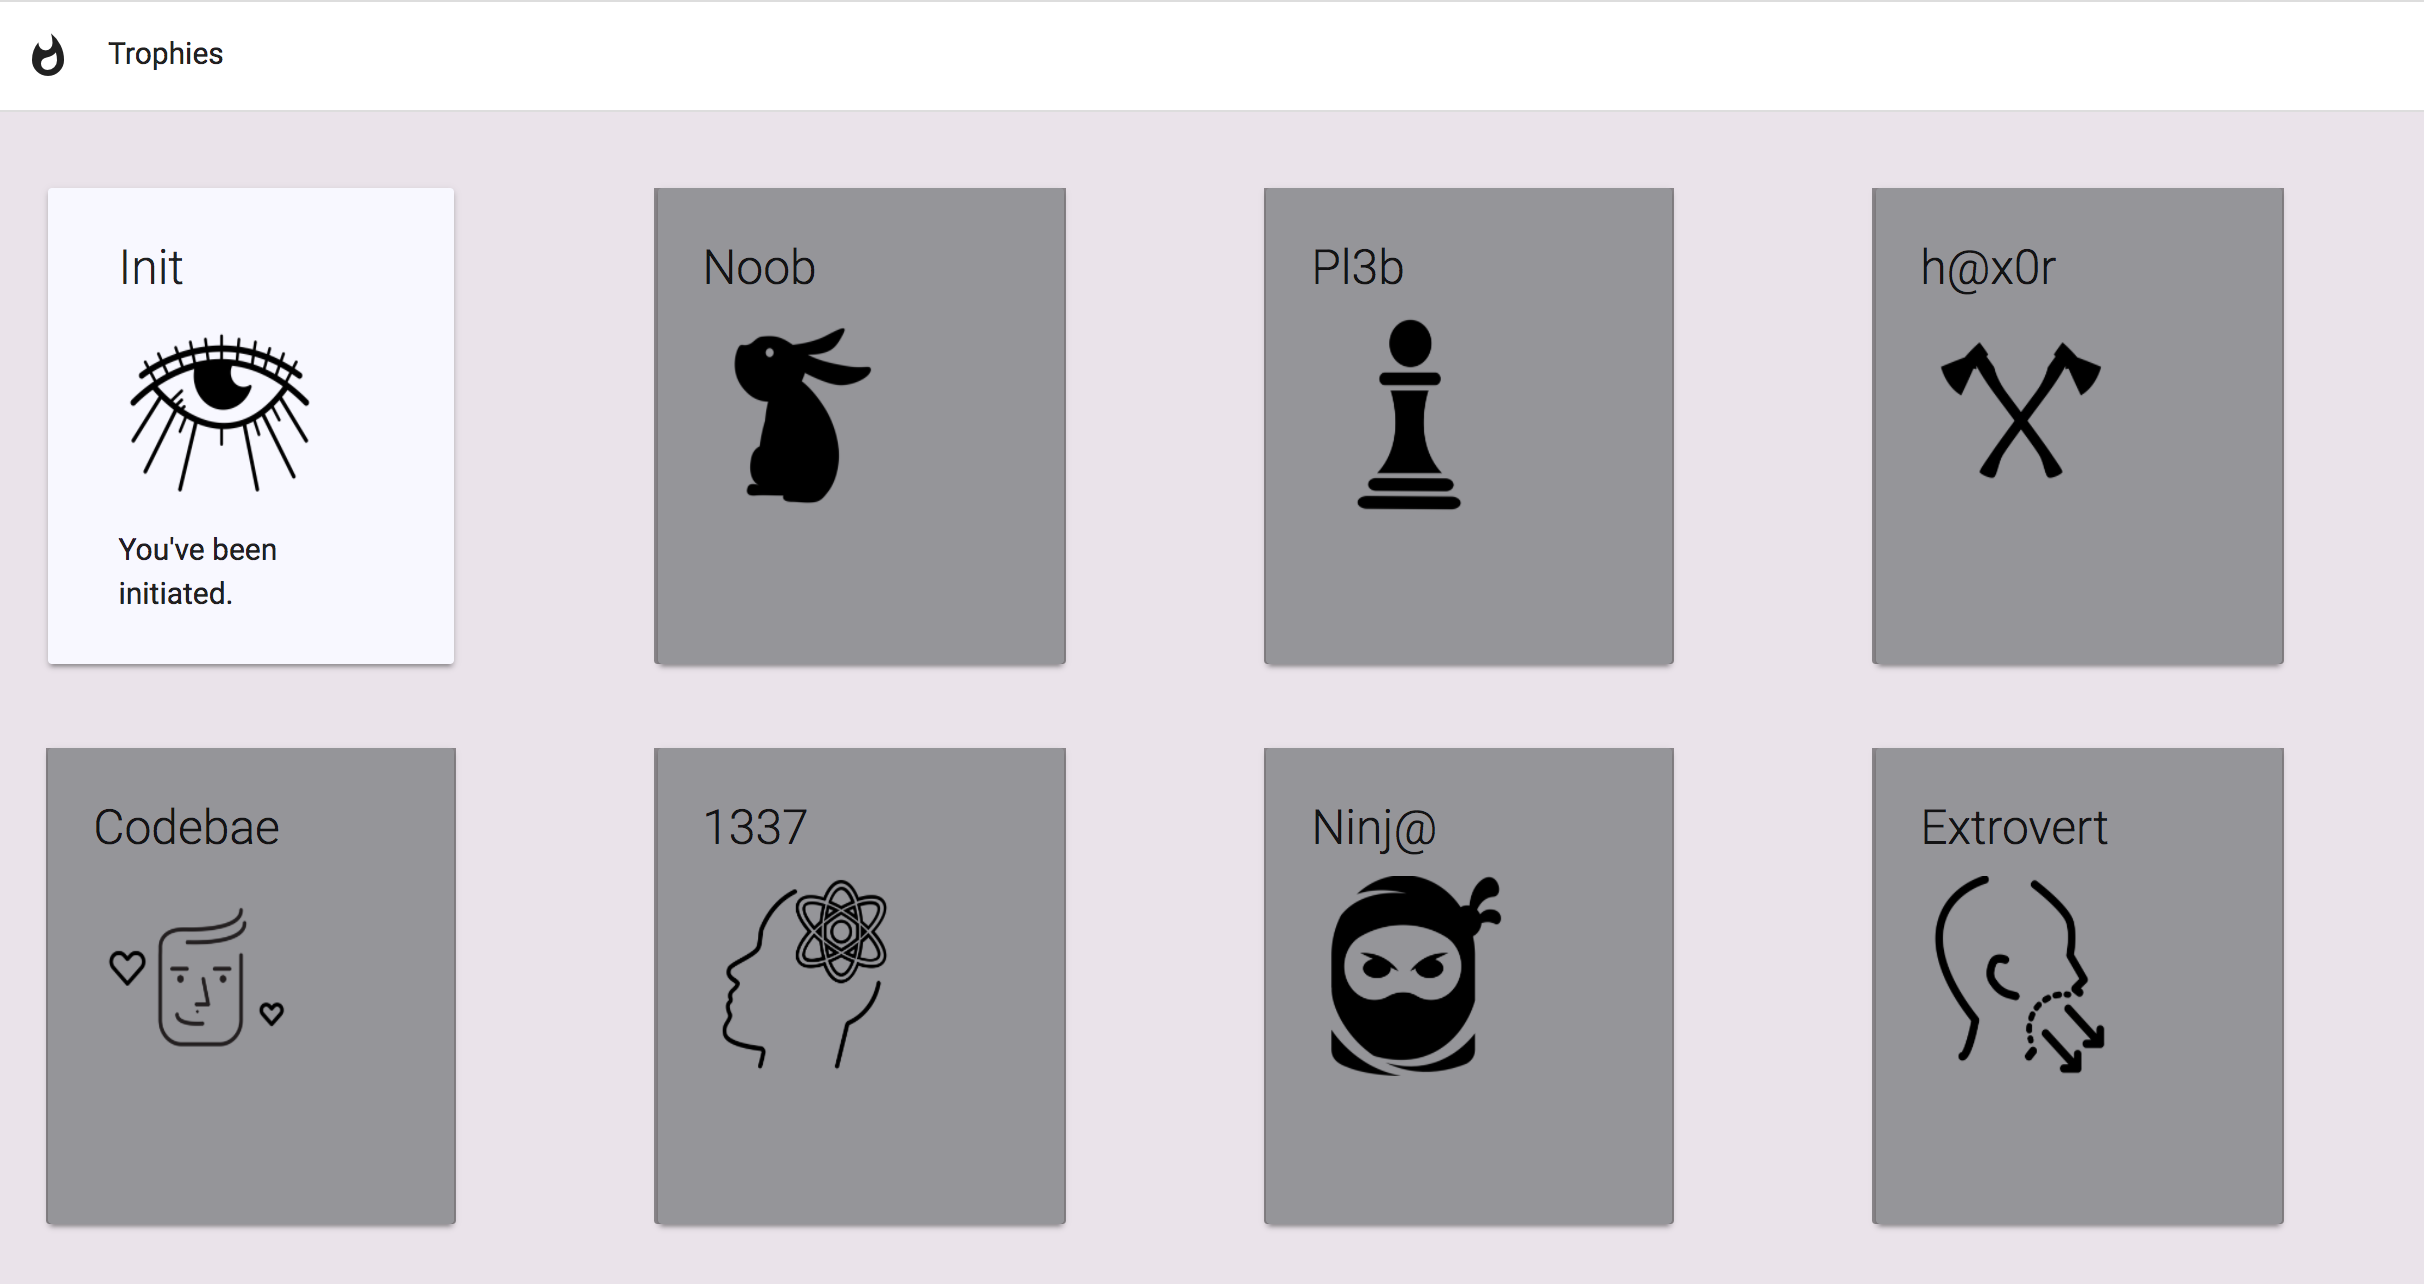 Trophies
Init
Noob
Pl3b
h@x0r
You've been
initiated.
Codebae
1337
Ninj@
Extrovert